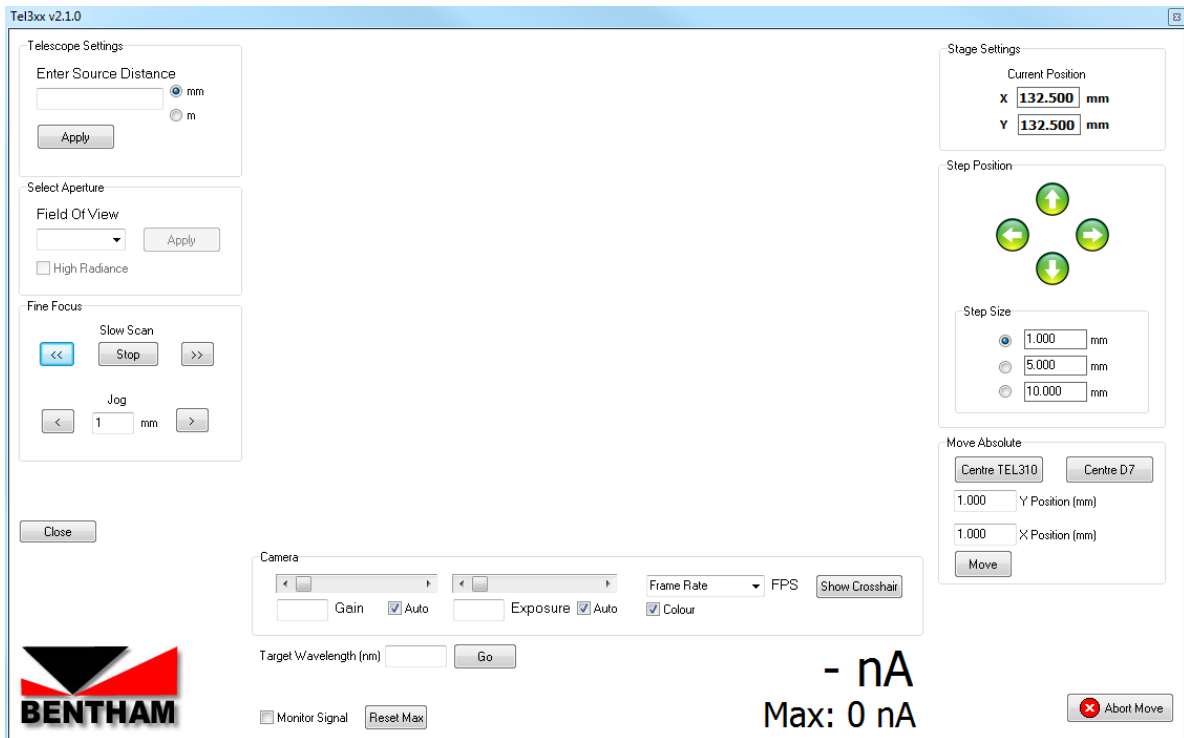 Tel3xx v2.1.0
Telescope Settings
Enter Source Distance
mm
m
Apply
Select Aperture
Field Of View
Apply
High Radiance
Fine Focus
Slow Scan
<< Stop >>
Jog
< 1 mm >
Close
Camera
Gain Auto
Exposure Auto
Frame Rate FPS
Colour
Show Crosshair
Target Wavelength (nm) Go
Monitor Signal Reset Max
- nA
Max: 0 nA
Stage Settings
Current Position
X 132.500 mm
Y 132.500 mm
Step Position
Step Size
1.000 mm
5.000 mm
10.000 mm
Move Absolute
Centre TEL310 Centre D7
1.000 Y Position (mm)
1.000 X Position (mm)
Move
Abort Move
BENTHAM